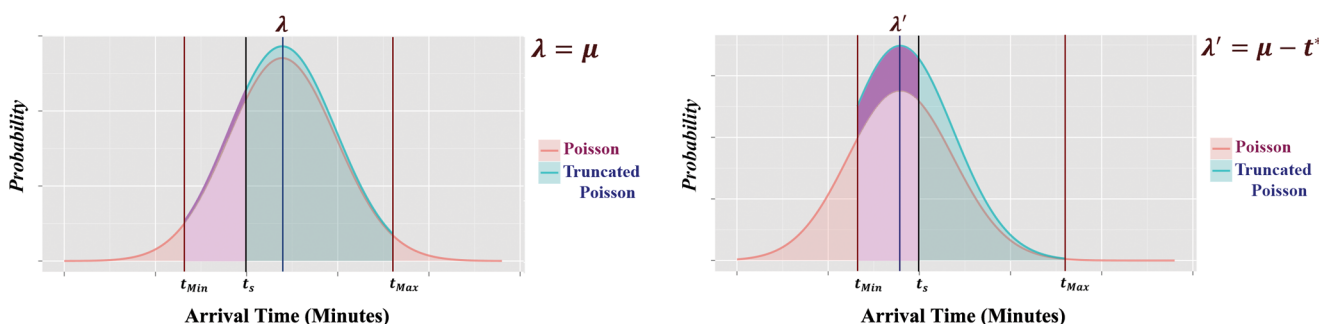 λ
λ = μ
Probability
Poisson
Truncated
Poisson
t_Min
t_s
t_Max
Arrival Time (Minutes)
λ′
λ′ = μ − t*
Probability
Poisson
Truncated
Poisson
t_Min
t_s
t_Max
Arrival Time (Minutes)